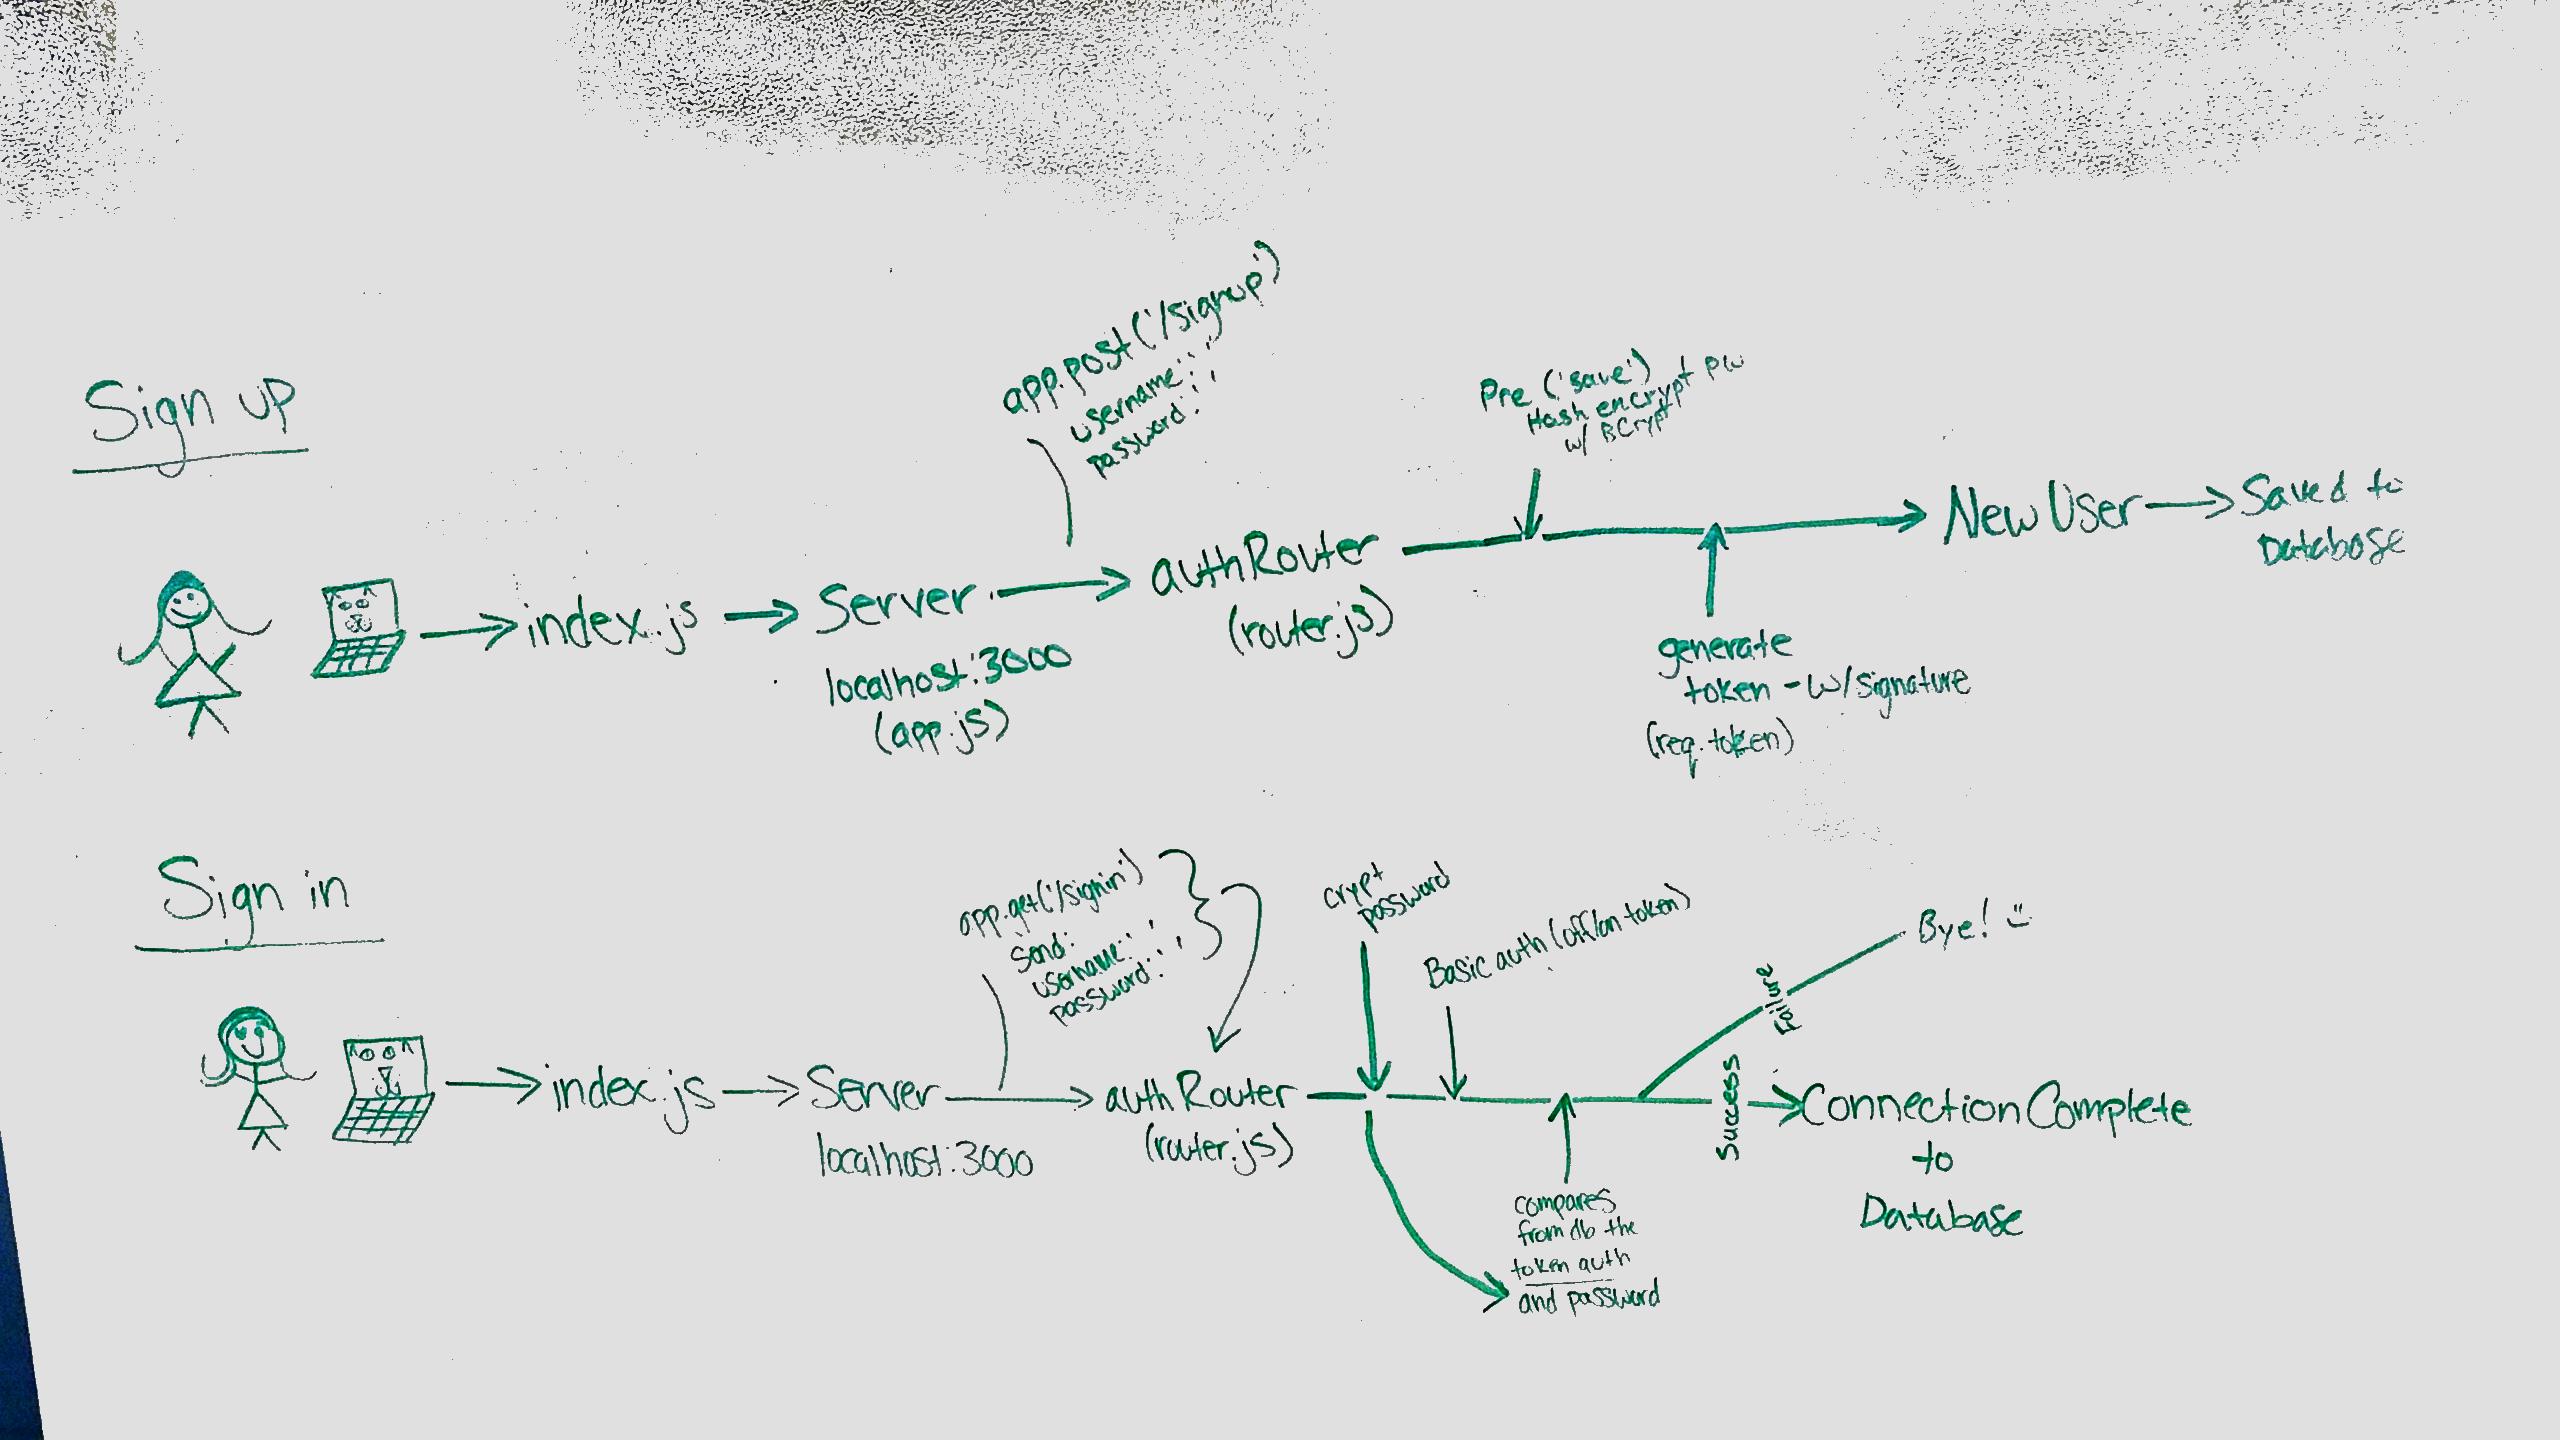 Sign up
app.post('/signup')
username: ' '
password: ' '
Pre ('save')
Hash encrypt pw
w/ BCrypt
index.js
Server
localhost:3000
(app.js)
authRouter
(router.js)
New User
Saved to
Database
generate
token - w/signature
(req.token)
Sign in
app.get('/signin')
send:
username: ' '
password: ' '
crypt
password
Basic auth (off/on token)
Failure
Bye!
index.js
Server
localhost:3000
authRouter
(router.js)
Success
Connection Complete
to
Database
compares
from db the
token auth
and password